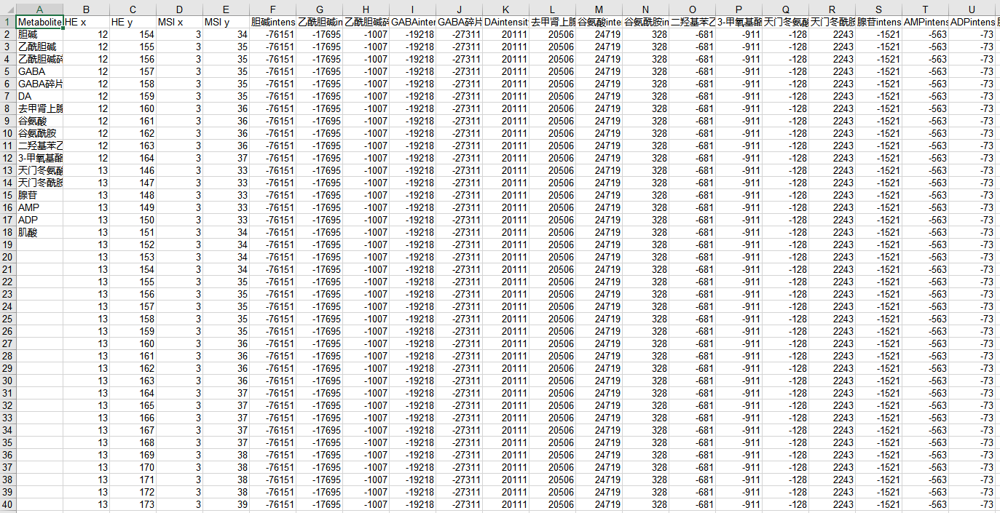 A B C D E F G H I J K L M N O P Q R S T U
1 Metabolite HE x HE y MSI x MSI y 胆碱intens 乙酰胆碱in 乙酰胆碱碎 GABAinten GABA碎片 DAintensit 去甲肾上腺 谷氨酸inte 谷氨酰胺in 二羟基苯乙 3-甲氧基酪 天门冬氨酸 天门冬酰胺 腺苷intens AMPintens ADPintens
2 胆碱 12 154 3 34 -76151 -17695 -1007 -19218 -27311 20111 20506 24719 328 -681 -911 -128 2243 -1521 -563 -73
3 乙酰胆碱 12 155 3 35 -76151 -17695 -1007 -19218 -27311 20111 20506 24719 328 -681 -911 -128 2243 -1521 -563 -73
4 乙酰胆碱碎 12 156 3 35 -76151 -17695 -1007 -19218 -27311 20111 20506 24719 328 -681 -911 -128 2243 -1521 -563 -73
5 GABA 12 157 3 35 -76151 -17695 -1007 -19218 -27311 20111 20506 24719 328 -681 -911 -128 2243 -1521 -563 -73
6 GABA碎片 12 158 3 35 -76151 -17695 -1007 -19218 -27311 20111 20506 24719 328 -681 -911 -128 2243 -1521 -563 -73
7 DA 12 159 3 35 -76151 -17695 -1007 -19218 -27311 20111 20506 24719 328 -681 -911 -128 2243 -1521 -563 -73
8 去甲肾上腺 12 160 3 36 -76151 -17695 -1007 -19218 -27311 20111 20506 24719 328 -681 -911 -128 2243 -1521 -563 -73
9 谷氨酸 12 161 3 36 -76151 -17695 -1007 -19218 -27311 20111 20506 24719 328 -681 -911 -128 2243 -1521 -563 -73
10 谷氨酰胺 12 162 3 36 -76151 -17695 -1007 -19218 -27311 20111 20506 24719 328 -681 -911 -128 2243 -1521 -563 -73
11 二羟基苯乙 12 163 3 36 -76151 -17695 -1007 -19218 -27311 20111 20506 24719 328 -681 -911 -128 2243 -1521 -563 -73
12 3-甲氧基酪 12 164 3 37 -76151 -17695 -1007 -19218 -27311 20111 20506 24719 328 -681 -911 -128 2243 -1521 -563 -73
13 天门冬氨酸 13 146 3 33 -76151 -17695 -1007 -19218 -27311 20111 20506 24719 328 -681 -911 -128 2243 -1521 -563 -73
14 天门冬酰胺 13 147 3 33 -76151 -17695 -1007 -19218 -27311 20111 20506 24719 328 -681 -911 -128 2243 -1521 -563 -73
15 腺苷 13 148 3 33 -76151 -17695 -1007 -19218 -27311 20111 20506 24719 328 -681 -911 -128 2243 -1521 -563 -73
16 AMP 13 149 3 33 -76151 -17695 -1007 -19218 -27311 20111 20506 24719 328 -681 -911 -128 2243 -1521 -563 -73
17 ADP 13 150 3 33 -76151 -17695 -1007 -19218 -27311 20111 20506 24719 328 -681 -911 -128 2243 -1521 -563 -73
18 肌酸 13 151 3 34 -76151 -17695 -1007 -19218 -27311 20111 20506 24719 328 -681 -911 -128 2243 -1521 -563 -73
19 13 152 3 34 -76151 -17695 -1007 -19218 -27311 20111 20506 24719 328 -681 -911 -128 2243 -1521 -563 -73
20 13 153 3 34 -76151 -17695 -1007 -19218 -27311 20111 20506 24719 328 -681 -911 -128 2243 -1521 -563 -73
21 13 154 3 34 -76151 -17695 -1007 -19218 -27311 20111 20506 24719 328 -681 -911 -128 2243 -1521 -563 -73
22 13 155 3 35 -76151 -17695 -1007 -19218 -27311 20111 20506 24719 328 -681 -911 -128 2243 -1521 -563 -73
23 13 156 3 35 -76151 -17695 -1007 -19218 -27311 20111 20506 24719 328 -681 -911 -128 2243 -1521 -563 -73
24 13 157 3 35 -76151 -17695 -1007 -19218 -27311 20111 20506 24719 328 -681 -911 -128 2243 -1521 -563 -73
25 13 158 3 35 -76151 -17695 -1007 -19218 -27311 20111 20506 24719 328 -681 -911 -128 2243 -1521 -563 -73
26 13 159 3 35 -76151 -17695 -1007 -19218 -27311 20111 20506 24719 328 -681 -911 -128 2243 -1521 -563 -73
27 13 160 3 36 -76151 -17695 -1007 -19218 -27311 20111 20506 24719 328 -681 -911 -128 2243 -1521 -563 -73
28 13 161 3 36 -76151 -17695 -1007 -19218 -27311 20111 20506 24719 328 -681 -911 -128 2243 -1521 -563 -73
29 13 162 3 36 -76151 -17695 -1007 -19218 -27311 20111 20506 24719 328 -681 -911 -128 2243 -1521 -563 -73
30 13 163 3 36 -76151 -17695 -1007 -19218 -27311 20111 20506 24719 328 -681 -911 -128 2243 -1521 -563 -73
31 13 164 3 37 -76151 -17695 -1007 -19218 -27311 20111 20506 24719 328 -681 -911 -128 2243 -1521 -563 -73
32 13 165 3 37 -76151 -17695 -1007 -19218 -27311 20111 20506 24719 328 -681 -911 -128 2243 -1521 -563 -73
33 13 166 3 37 -76151 -17695 -1007 -19218 -27311 20111 20506 24719 328 -681 -911 -128 2243 -1521 -563 -73
34 13 167 3 37 -76151 -17695 -1007 -19218 -27311 20111 20506 24719 328 -681 -911 -128 2243 -1521 -563 -73
35 13 168 3 37 -76151 -17695 -1007 -19218 -27311 20111 20506 24719 328 -681 -911 -128 2243 -1521 -563 -73
36 13 169 3 38 -76151 -17695 -1007 -19218 -27311 20111 20506 24719 328 -681 -911 -128 2243 -1521 -563 -73
37 13 170 3 38 -76151 -17695 -1007 -19218 -27311 20111 20506 24719 328 -681 -911 -128 2243 -1521 -563 -73
38 13 171 3 38 -76151 -17695 -1007 -19218 -27311 20111 20506 24719 328 -681 -911 -128 2243 -1521 -563 -73
39 13 172 3 38 -76151 -17695 -1007 -19218 -27311 20111 20506 24719 328 -681 -911 -128 2243 -1521 -563 -73
40 13 173 3 39 -76151 -17695 -1007 -19218 -27311 20111 20506 24719 328 -681 -911 -128 2243 -1521 -563 -73